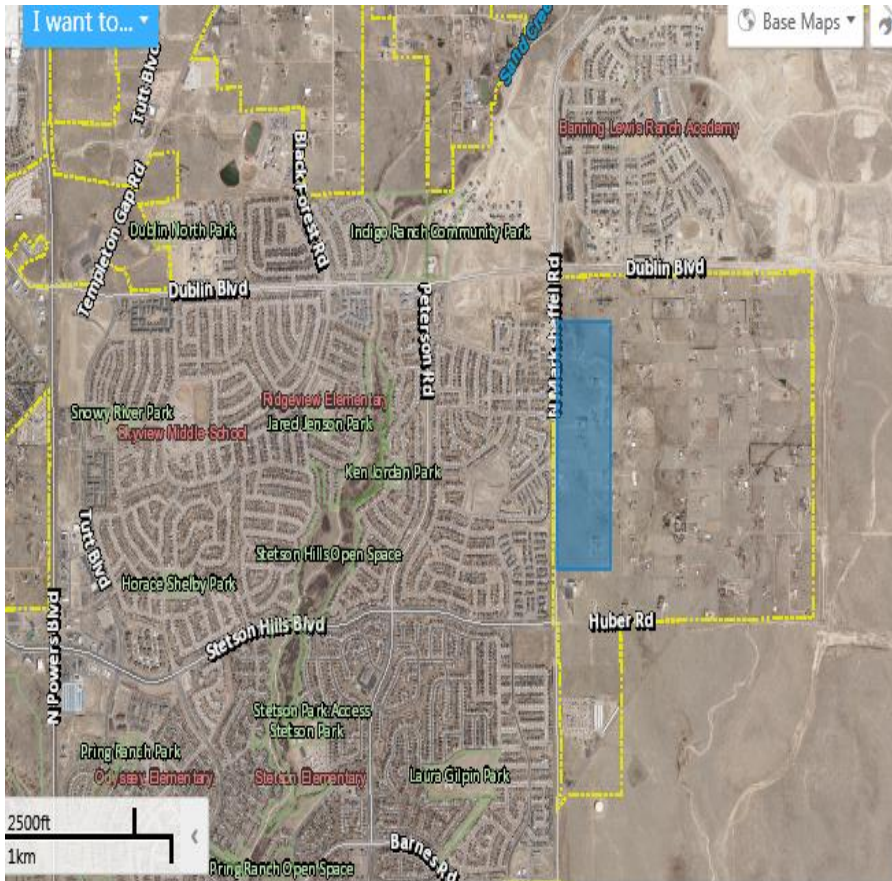 I want to...
Base Maps
Sand Cree
Tutt Blvd
Banning Lewis Ranch Academy
Black Forest Rd
Templeton Gap Rd
Dublin North Park
Indigo Ranch Community Park
Dublin Blvd
Dublin Blvd
Peterson Rd
N Marksheffel Rd
Ridgeview Elementary
Snowy River Park
Jared Jenson Park
Skyview Middle School
Ken Jordan Park
Tutt Blvd
Stetson Hills Open Space
Horace Shelby Park
Stetson Hills Blvd
Huber Rd
N Powers Blvd
Stetson Park Access
Stetson Park
Pring Ranch Park
Odyssey Elementary
Stetson Elementary
Laura Gilpin Park
2500ft
1km
Barnes Rd
Pring Ranch Open Space